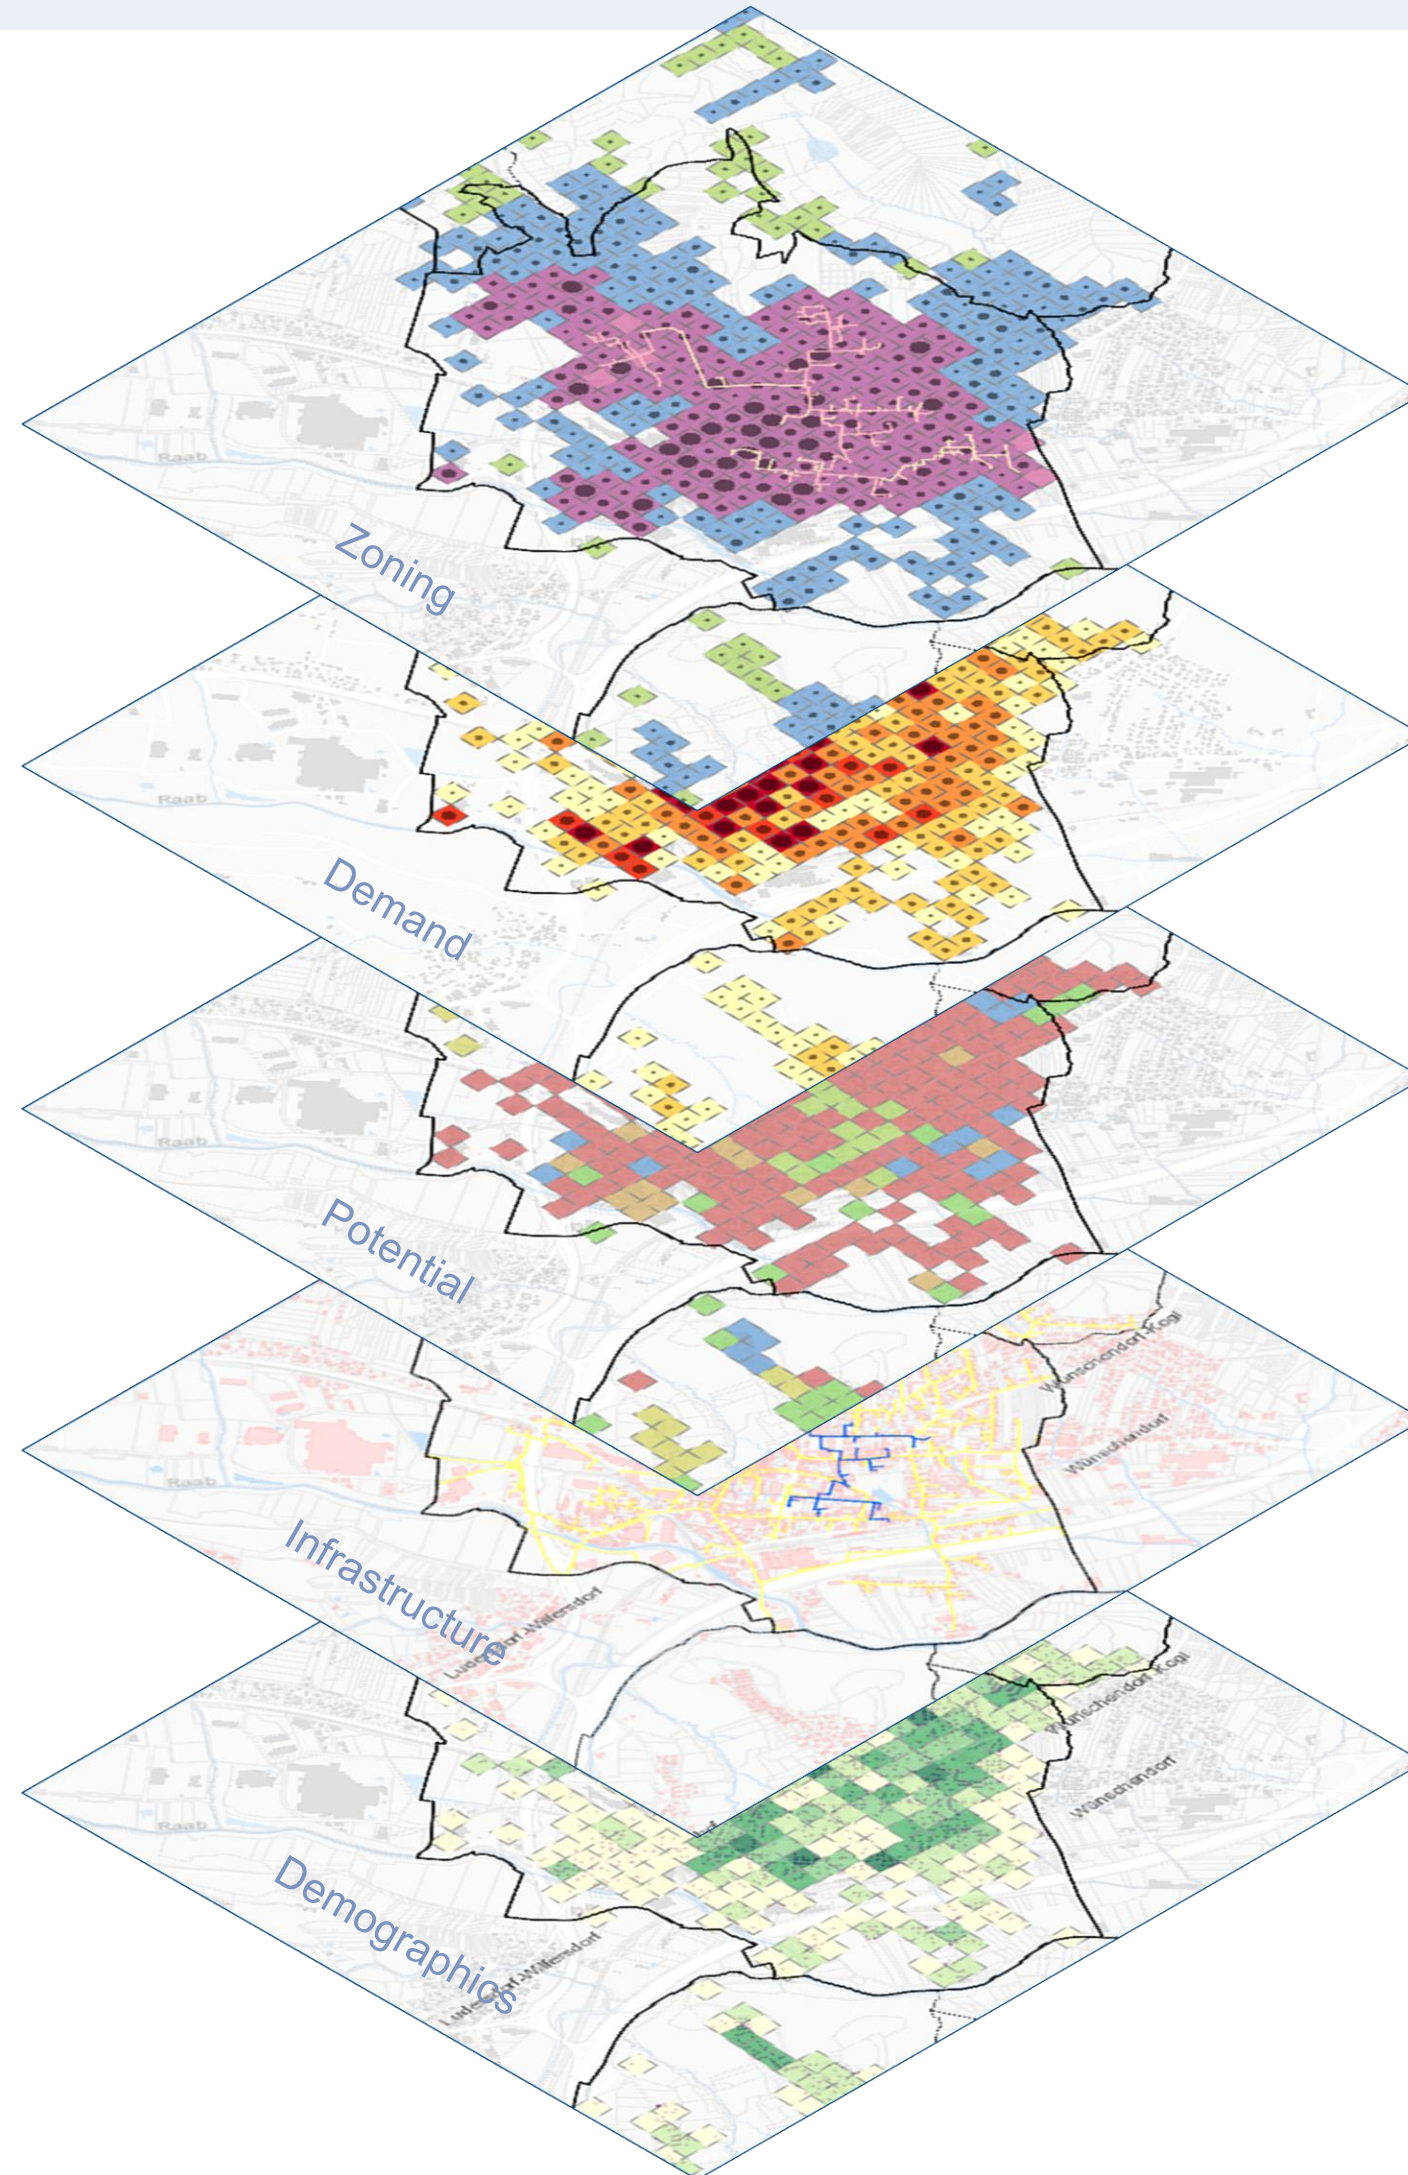 Raab
Zoning
Raab
Demand
Raab
Potential
Wünschendorf-Kogl
Wünschendorf
Raab
Infrastructure
Ludersdorf-Wilfersdorf
Wünschendorf-Kogl
Wünschendorf
Raab
Demographics
Ludersdorf-Wilfersdorf